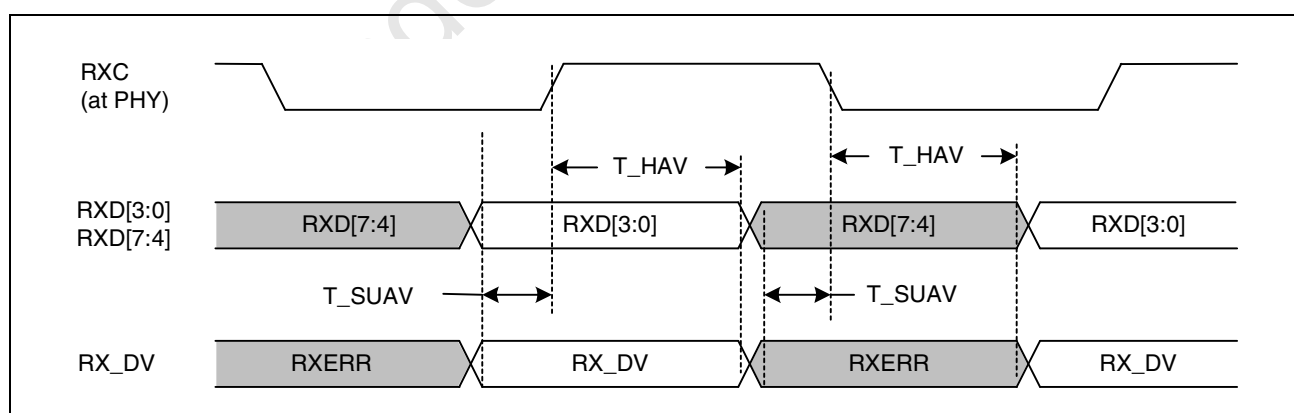 RXC
(at PHY)
T_HAV
T_HAV
RXD[3:0]
RXD[7:4]
RXD[7:4]
RXD[3:0]
RXD[7:4]
RXD[3:0]
T_SUAV
T_SUAV
RX_DV
RXERR
RX_DV
RXERR
RX_DV